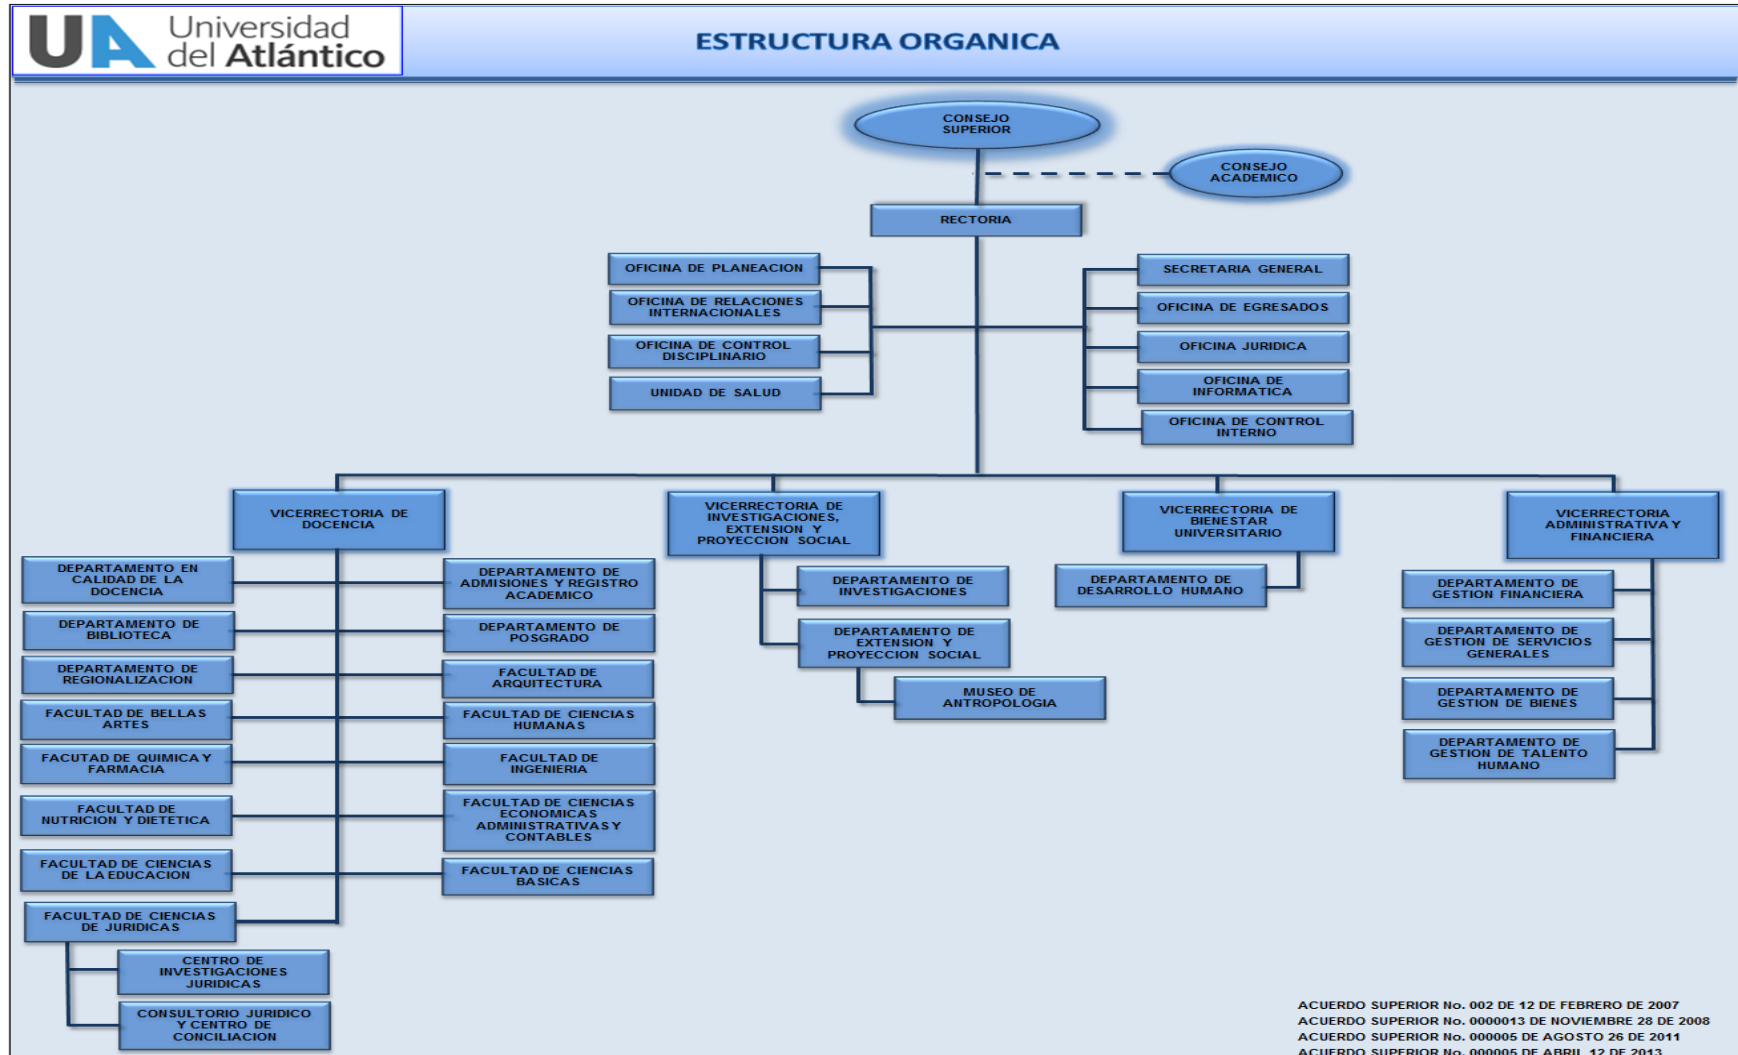 UA Universidad
del Atlántico
ESTRUCTURA ORGANICA
CONSEJO
SUPERIOR
CONSEJO
ACADEMICO
RECTORIA
OFICINA DE PLANEACION
OFICINA DE RELACIONES
INTERNACIONALES
OFICINA DE CONTROL
DISCIPLINARIO
UNIDAD DE SALUD
SECRETARIA GENERAL
OFICINA DE EGRESADOS
OFICINA JURIDICA
OFICINA DE
INFORMATICA
OFICINA DE CONTROL
INTERNO
VICERRECTORIA DE
DOCENCIA
VICERRECTORIA DE
INVESTIGACIONES,
EXTENSION Y
PROYECCION SOCIAL
VICERRECTORIA DE
BIENESTAR
UNIVERSITARIO
VICERRECTORIA
ADMINISTRATIVA Y
FINANCIERA
DEPARTAMENTO EN
CALIDAD DE LA
DOCENCIA
DEPARTAMENTO DE
BIBLIOTECA
DEPARTAMENTO DE
REGIONALIZACION
FACULTAD DE BELLAS
ARTES
FACUTAD DE QUIMICA Y
FARMACIA
FACULTAD DE
NUTRICION Y DIETETICA
FACULTAD DE CIENCIAS
DE LA EDUCACION
FACULTAD DE CIENCIAS
DE JURIDICAS
CENTRO DE
INVESTIGACIONES
JURIDICAS
CONSULTORIO JURIDICO
Y CENTRO DE
CONCILIACION
DEPARTAMENTO DE
ADMISIONES Y REGISTRO
ACADEMICO
DEPARTAMENTO DE
POSGRADO
FACULTAD DE
ARQUITECTURA
FACULTAD DE CIENCIAS
HUMANAS
FACULTAD DE
INGENIERIA
FACULTAD DE CIENCIAS
ECONOMICAS
ADMINISTRATIVAS Y
CONTABLES
FACULTAD DE CIENCIAS
BASICAS
DEPARTAMENTO DE
INVESTIGACIONES
DEPARTAMENTO DE
EXTENSION Y
PROYECCION SOCIAL
MUSEO DE
ANTROPOLOGIA
DEPARTAMENTO DE
DESARROLLO HUMANO
DEPARTAMENTO DE
GESTION FINANCIERA
DEPARTAMENTO DE
GESTION DE SERVICIOS
GENERALES
DEPARTAMENTO DE
GESTION DE BIENES
DEPARTAMENTO DE
GESTION DE TALENTO
HUMANO
ACUERDO SUPERIOR No. 002 DE 12 DE FEBRERO DE 2007
ACUERDO SUPERIOR No. 0000013 DE NOVIEMBRE 28 DE 2008
ACUERDO SUPERIOR No. 000005 DE AGOSTO 26 DE 2011
ACUERDO SUPERIOR No. 000005 DE ABRIL 12 DE 2013